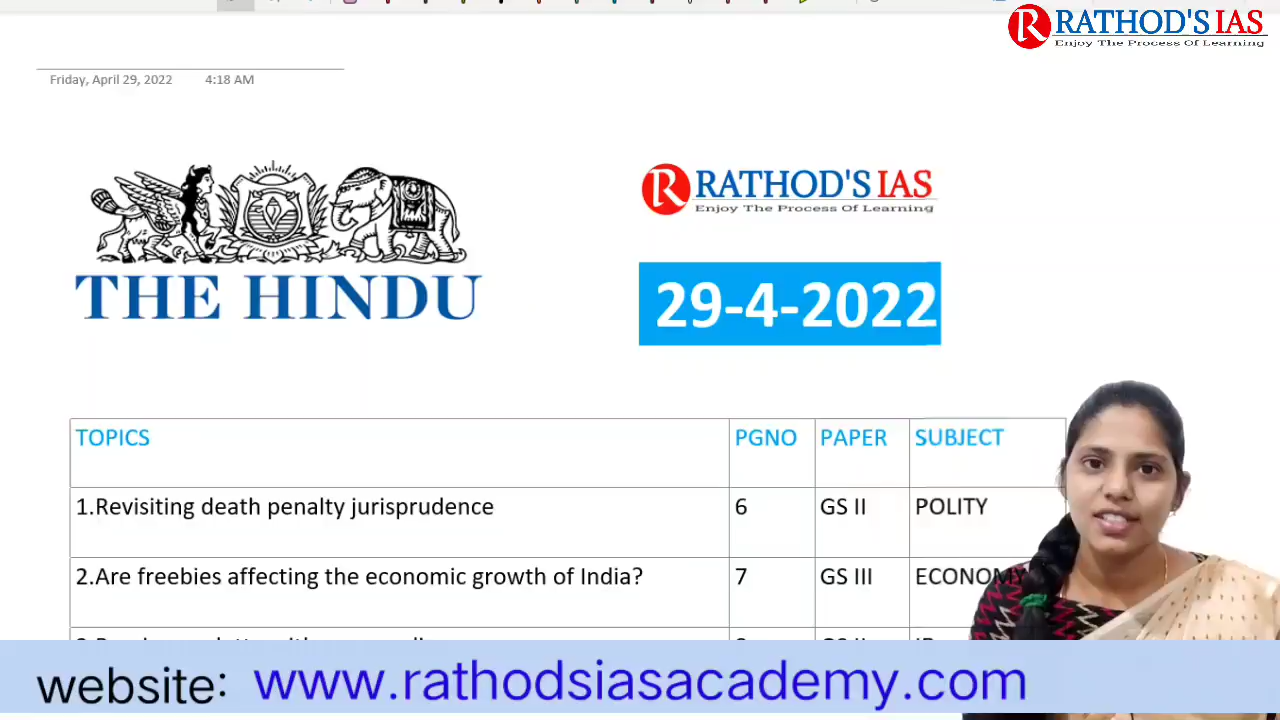 RATHOD'S IAS
Enjoy The Process Of Learning
Friday, April 29, 2022 4:18 AM
RATHOD'S IAS
Enjoy The Process Of Learning
THE HINDU
29-4-2022
TOPICS PGNO PAPER SUBJECT
1.Revisiting death penalty jurisprudence 6 GS II POLITY
2.Are freebies affecting the economic growth of India? 7 GS III ECONOMY
website: www.rathodsiasacademy.com